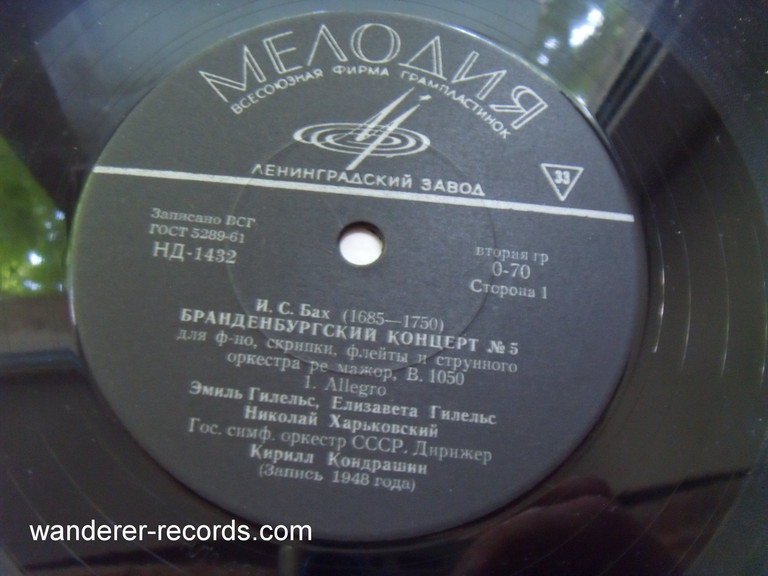 МЕЛОДИЯ
ВСЕСОЮЗНАЯ ФИРМА ГРАМПЛАСТИНОК
ЛЕНИНГРАДСКИЙ ЗАВОД
33
Записано ВСГ
ГОСТ 5289-61
НД-1432
вторая гр
0-70
Сторона 1
И. С. Бах (1685—1750)
БРАНДЕНБУРГСКИЙ КОНЦЕРТ № 5
для ф-но, скрипки, флейты и струнного
оркестра ре мажор, В. 1050
I. Allegro
Эмиль Гилельс, Елизавета Гилельс
Николай Харьковский
Гос. симф. оркестр СССР. Дирижер
Кирилл Кондрашин
(Запись 1948 года)
wanderer-records.com